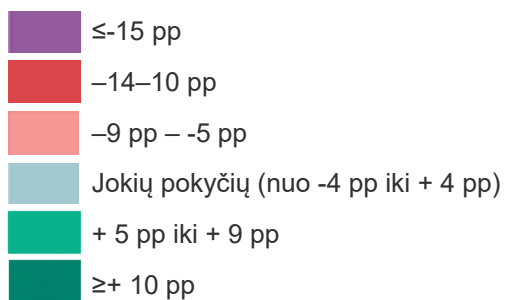 ≤-15 pp
–14–10 pp
–9 pp – -5 pp
Jokių pokyčių (nuo -4 pp iki + 4 pp)
+ 5 pp iki + 9 pp
≥+ 10 pp